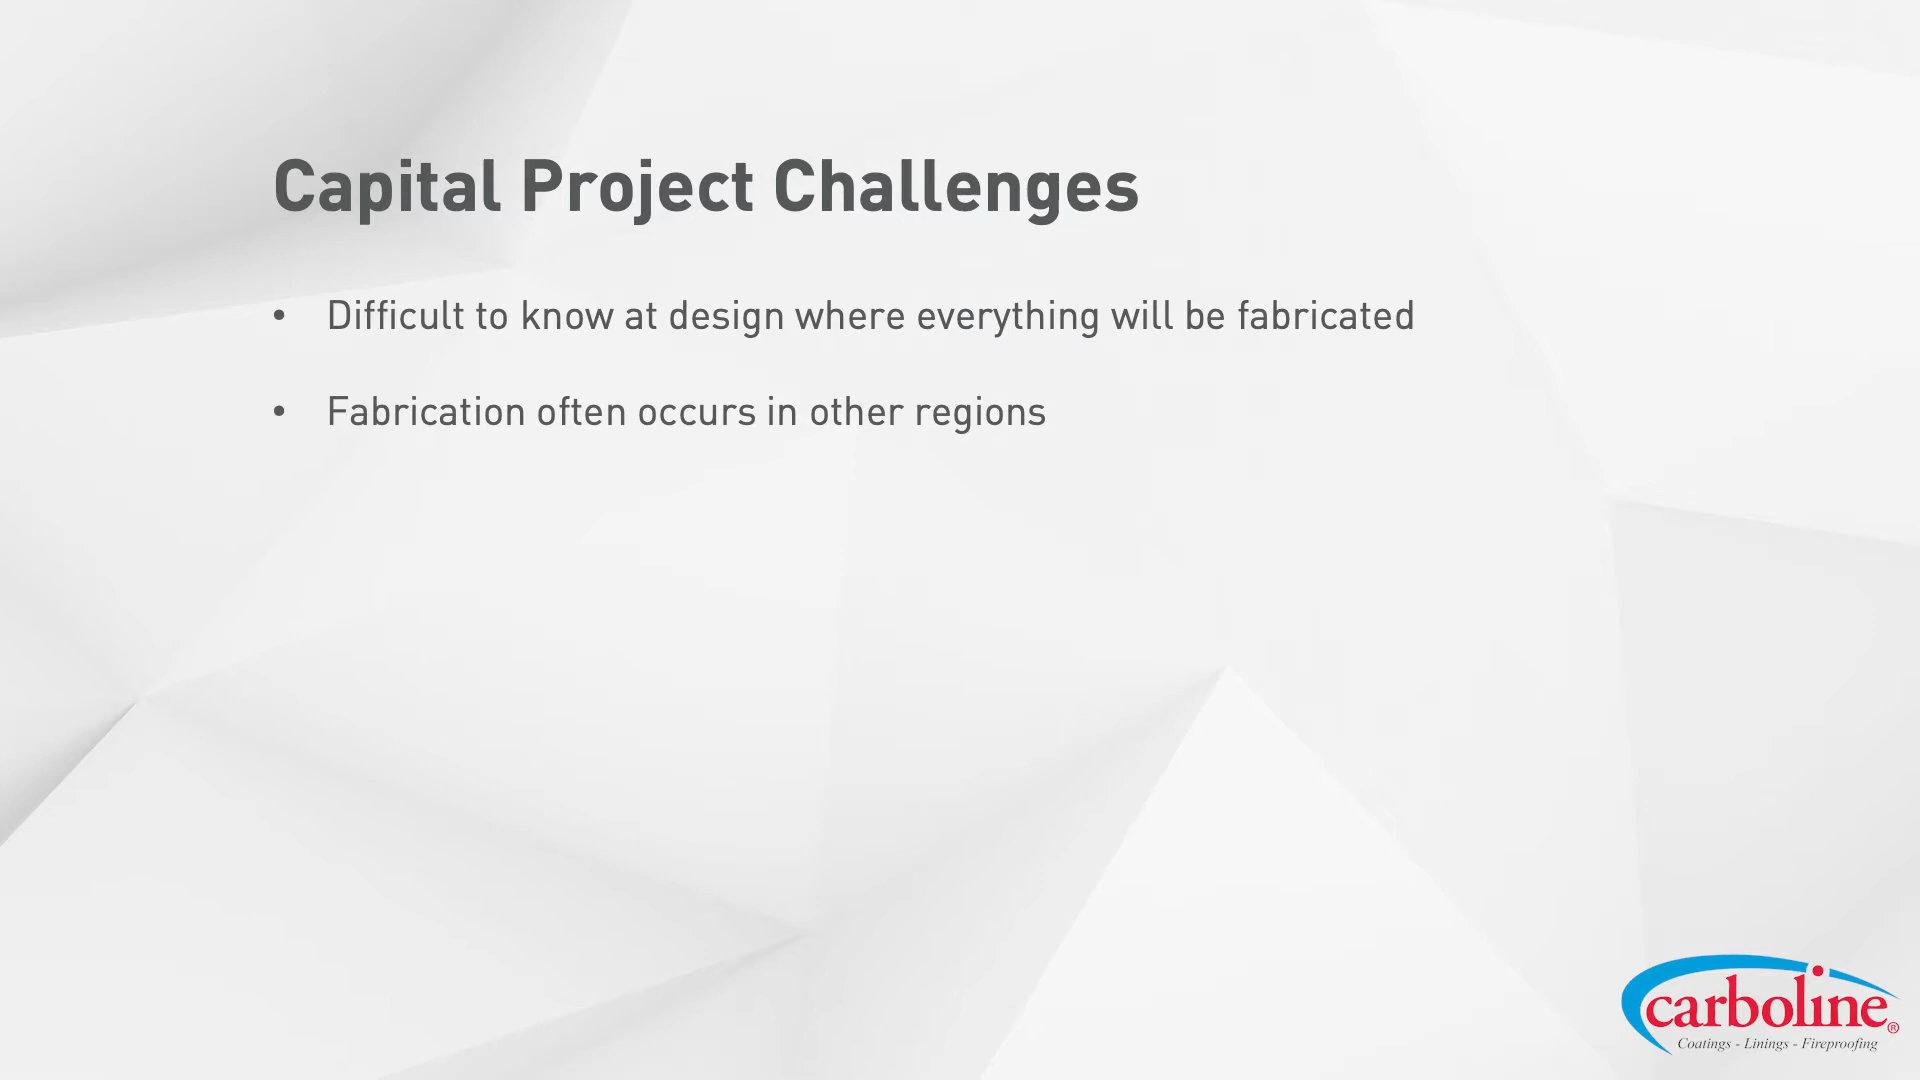 Capital Project Challenges
• Difficult to know at design where everything will be fabricated
• Fabrication often occurs in other regions
carboline®
Coatings - Linings - Fireproofing